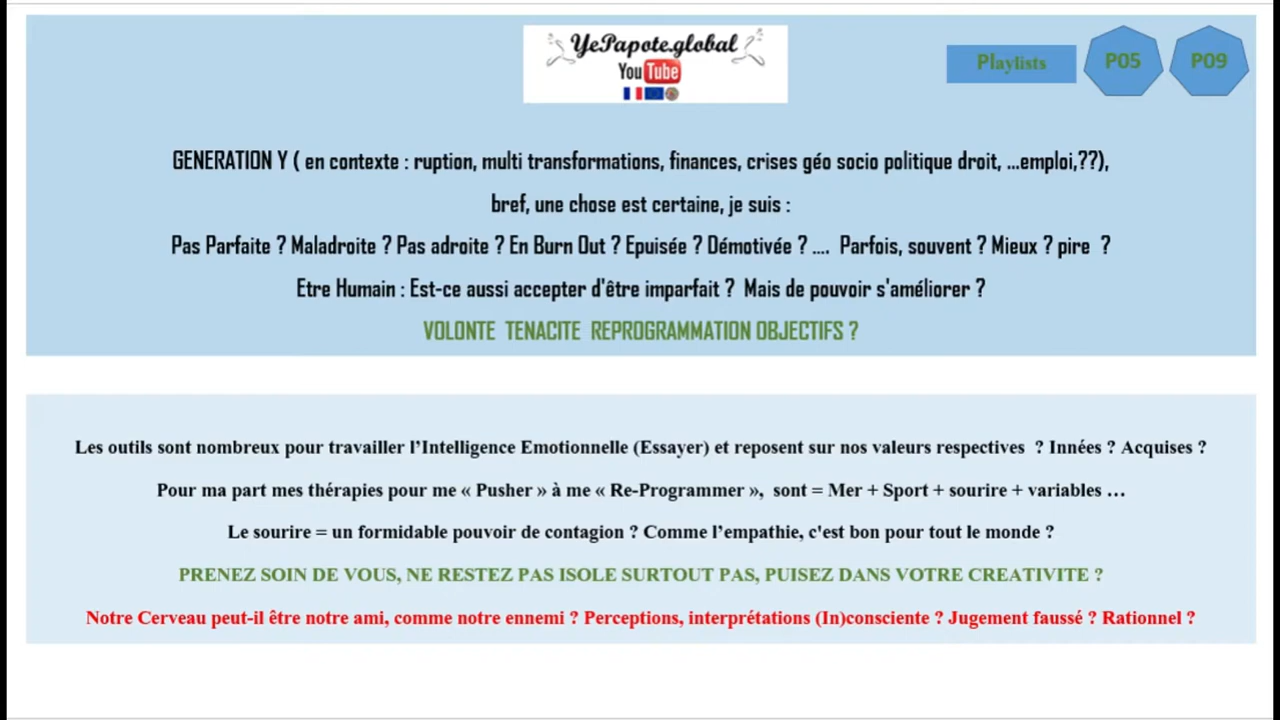 YePapote.global
YouTube
Playlists
P05
P09
GENERATION Y ( en contexte : ruption, multi transformations, finances, crises géo socio politique droit, ...emploi,??),
bref, une chose est certaine, je suis :
Pas Parfaite ? Maladroite ? Pas adroite ? En Burn Out ? Epuisée ? Démotivée ? .... Parfois, souvent ? Mieux ? pire ?
Etre Humain : Est-ce aussi accepter d'être imparfait ? Mais de pouvoir s'améliorer ?
VOLONTE TENACITE REPROGRAMMATION OBJECTIFS ?
Les outils sont nombreux pour travailler l’Intelligence Emotionnelle (Essayer) et reposent sur nos valeurs respectives ? Innées ? Acquises ?
Pour ma part mes thérapies pour me « Pusher » à me « Re-Programmer », sont = Mer + Sport + sourire + variables …
Le sourire = un formidable pouvoir de contagion ? Comme l’empathie, c'est bon pour tout le monde ?
PRENEZ SOIN DE VOUS, NE RESTEZ PAS ISOLE SURTOUT PAS, PUISEZ DANS VOTRE CREATIVITE ?
Notre Cerveau peut-il être notre ami, comme notre ennemi ? Perceptions, interprétations (In)consciente ? Jugement faussé ? Rationnel ?